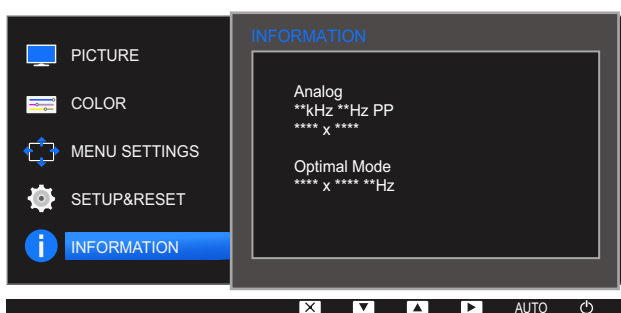 PICTURE
COLOR
MENU SETTINGS
SETUP&RESET
INFORMATION
INFORMATION
Analog
**kHz **Hz PP
**** x ****
Optimal Mode
**** x **** **Hz
AUTO